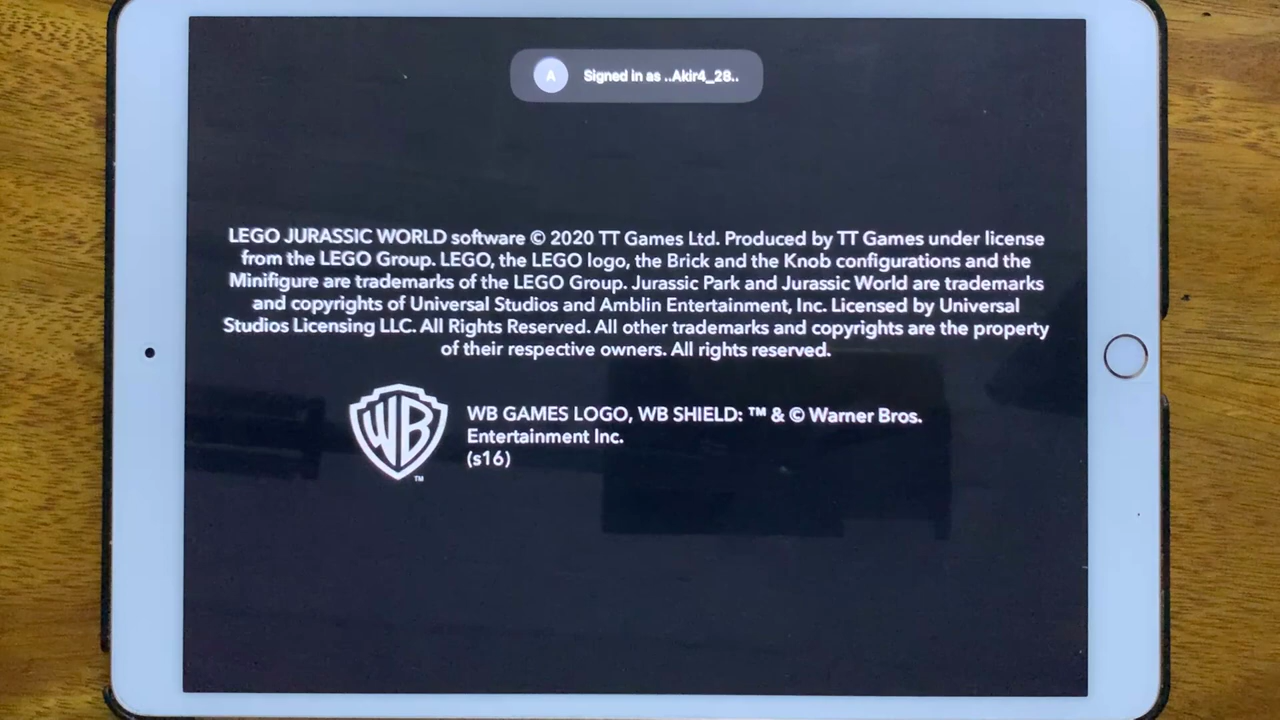 A
Signed in as ..Akir4_28..
LEGO JURASSIC WORLD software © 2020 TT Games Ltd. Produced by TT Games under license
from the LEGO Group. LEGO, the LEGO logo, the Brick and the Knob configurations and the
Minifigure are trademarks of the LEGO Group. Jurassic Park and Jurassic World are trademarks
and copyrights of Universal Studios and Amblin Entertainment, Inc. Licensed by Universal
Studios Licensing LLC. All Rights Reserved. All other trademarks and copyrights are the property
of their respective owners. All rights reserved.
WB
TM
WB GAMES LOGO, WB SHIELD: ™ & © Warner Bros.
Entertainment Inc.
(s16)